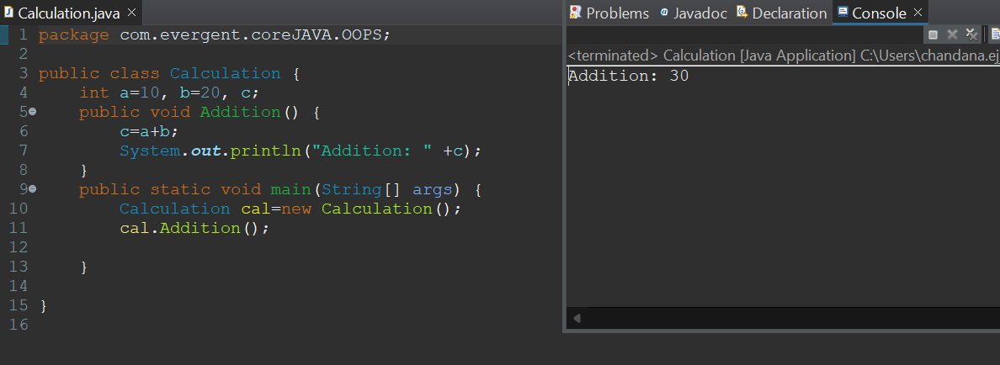 Calculation.java
1 package com.evergent.coreJAVA.OOPS;
2
3 public class Calculation {
4     int a=10, b=20, c;
5     public void Addition() {
6         c=a+b;
7         System.out.println("Addition: " +c);
8     }
9     public static void main(String[] args) {
10         Calculation cal=new Calculation();
11         cal.Addition();
12
13     }
14
15 }
16
Problems @ Javadoc Declaration Console
<terminated> Calculation [Java Application] C:\Users\chandana.ej
Addition: 30